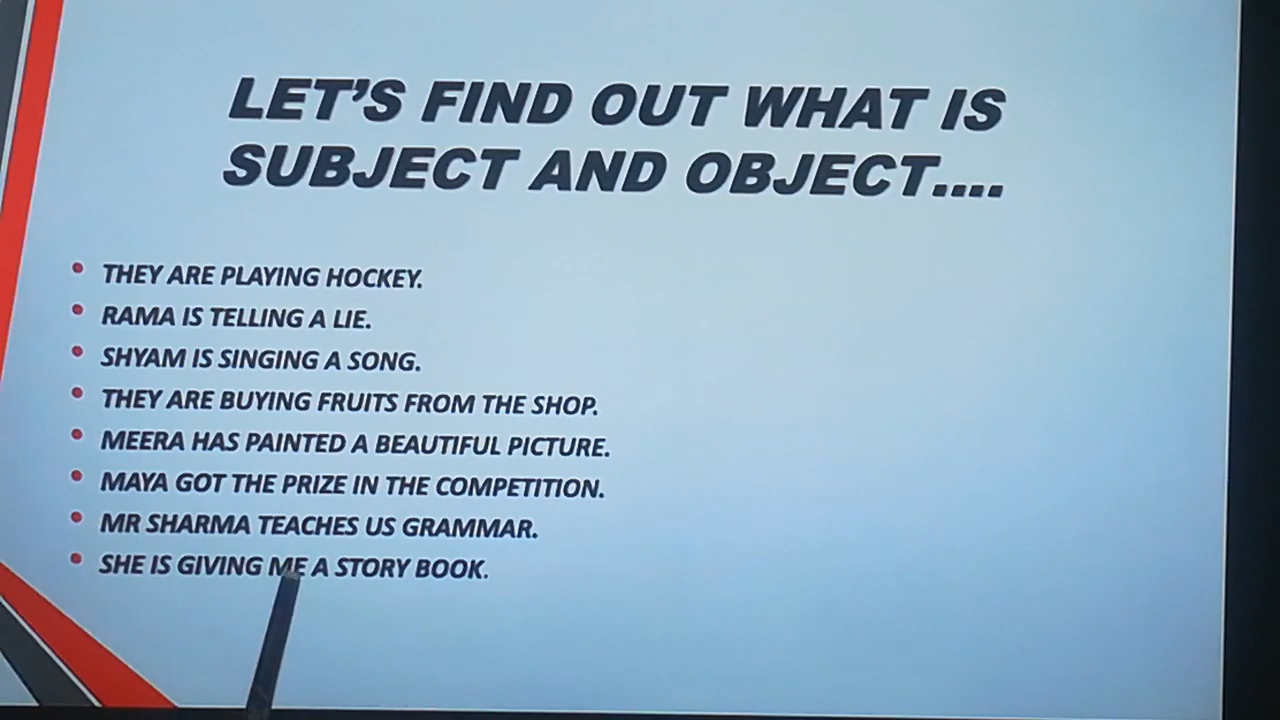 LET'S FIND OUT WHAT IS
SUBJECT AND OBJECT....
• THEY ARE PLAYING HOCKEY.
• RAMA IS TELLING A LIE.
• SHYAM IS SINGING A SONG.
• THEY ARE BUYING FRUITS FROM THE SHOP.
• MEERA HAS PAINTED A BEAUTIFUL PICTURE.
• MAYA GOT THE PRIZE IN THE COMPETITION.
• MR SHARMA TEACHES US GRAMMAR.
• SHE IS GIVING ME A STORY BOOK.